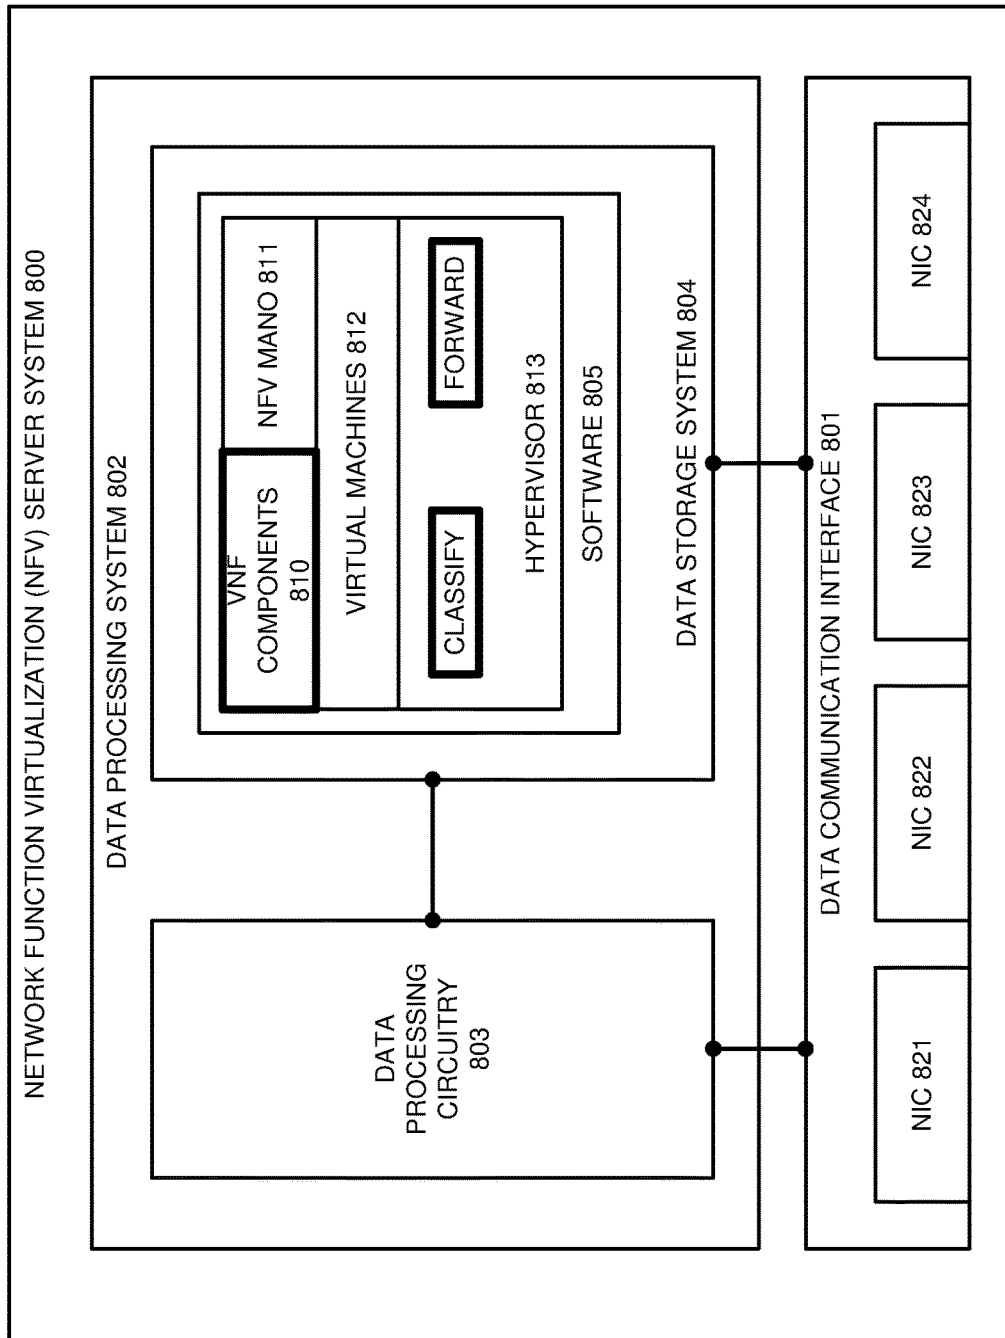 NETWORK FUNCTION VIRTUALIZATION (NFV) SERVER SYSTEM 800
DATA PROCESSING SYSTEM 802
DATA
PROCESSING
CIRCUITRY
803
VNF
COMPONENTS
810
NFV MANO 811
VIRTUAL MACHINES 812
CLASSIFY
FORWARD
HYPERVISOR 813
SOFTWARE 805
DATA STORAGE SYSTEM 804
DATA COMMUNICATION INTERFACE 801
NIC 821
NIC 822
NIC 823
NIC 824